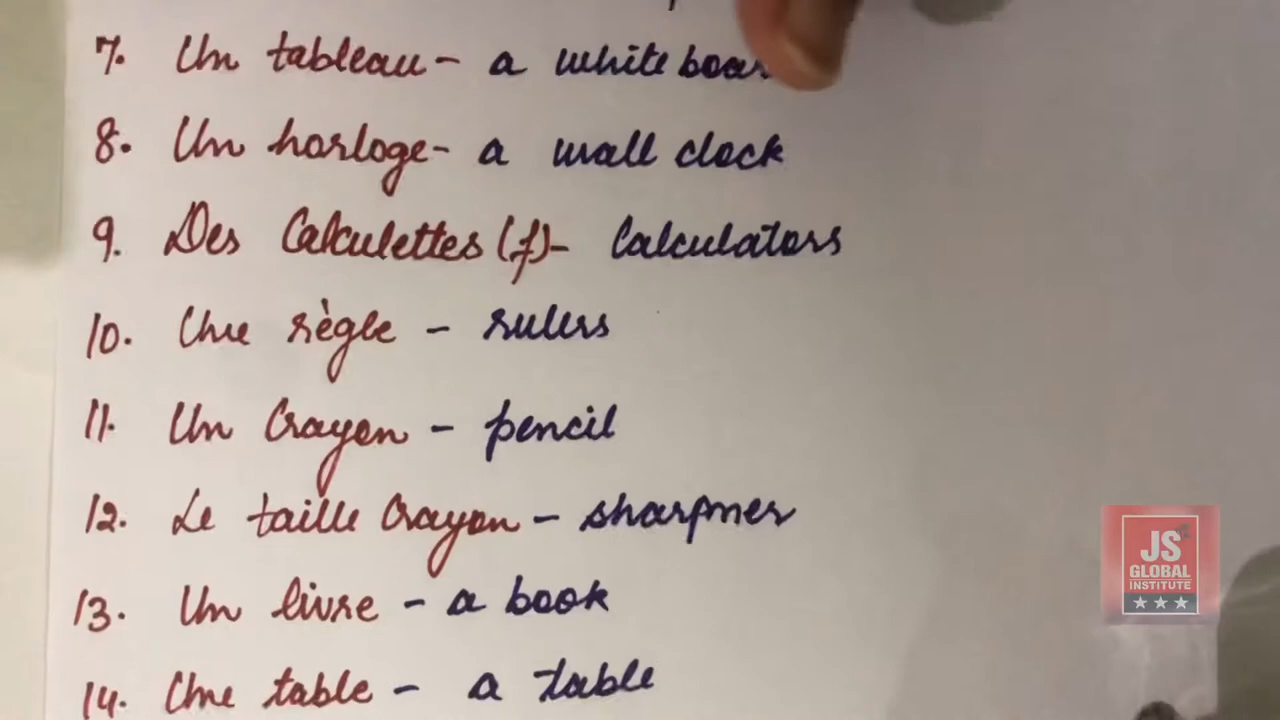 7. Un tableau - a white boar
8. Un horloge - a wall clock
9. Des Calculettes (f) - Calculators
10. Une règle - rulers
11. Un Crayon - pencil
12. Le taille Crayon - sharpner
13. Un livre - a book
14. Une table - a table
JS
GLOBAL
INSTITUTE